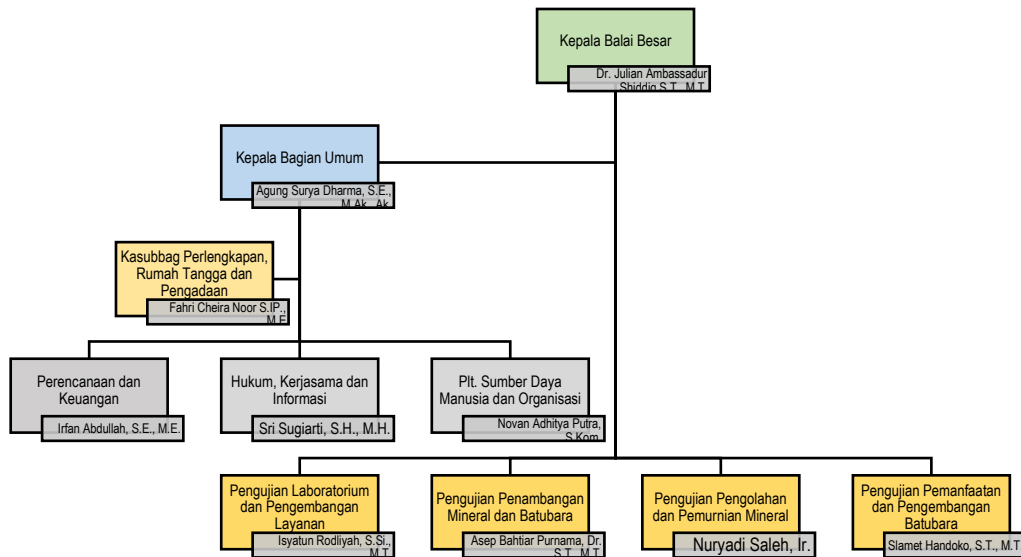 Kepala Balai Besar
Dr. Julian Ambassadur
Shiddiq S.T., M.T.
Kepala Bagian Umum
Agung Surya Dharma, S.E.,
M.Ak., Ak.
Kasubbag Perlengkapan,
Rumah Tangga dan
Pengadaan
Fahri Cheira Noor S.IP.,
M.E
Perencanaan dan
Keuangan
Irfan Abdullah, S.E., M.E.
Hukum, Kerjasama dan
Informasi
Sri Sugiarti, S.H., M.H.
Plt. Sumber Daya
Manusia dan Organisasi
Novan Adhitya Putra,
S.Kom.
Pengujian Laboratorium
dan Pengembangan
Layanan
Isyatun Rodliyah, S.Si.,
M.T.
Pengujian Penambangan
Mineral dan Batubara
Asep Bahtiar Purnama, Dr.
S.T., M.T.
Pengujian Pengolahan
dan Pemurnian Mineral
Nuryadi Saleh, Ir.
Pengujian Pemanfaatan
dan Pengembangan
Batubara
Slamet Handoko, S.T., M.T